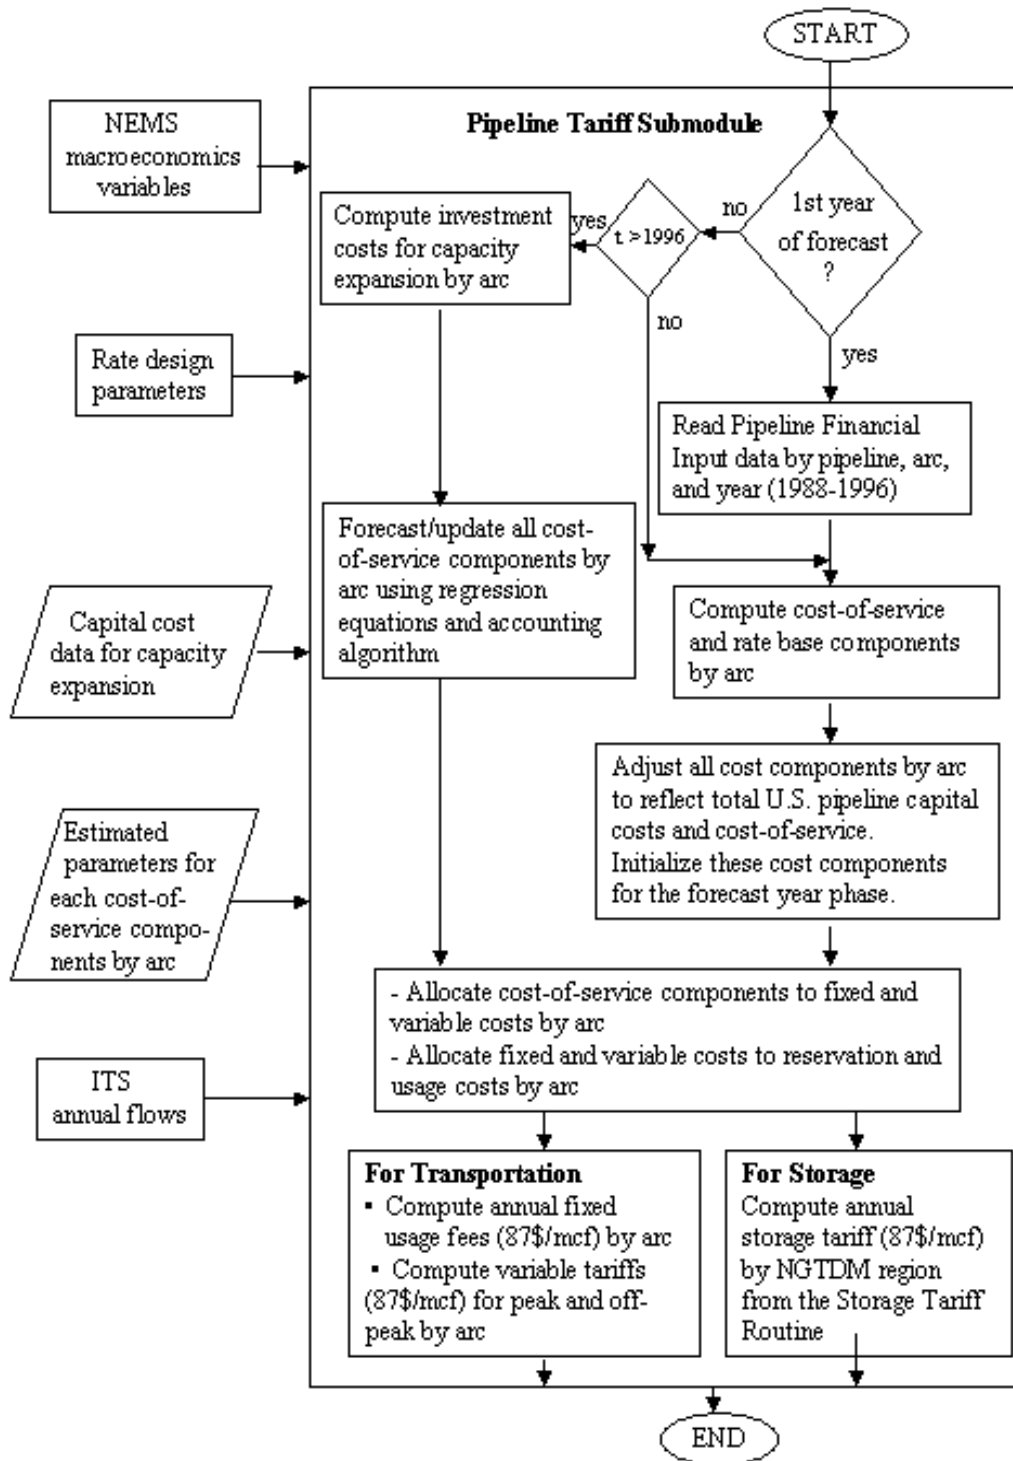 START
Pipeline Tariff Submodule
NEMS
macroeconomics
variables
1st year
of forecast
?
no
t >1996
yes
Compute investment
costs for capacity
expansion by arc
no
yes
Rate design
parameters
Read Pipeline Financial
Input data by pipeline, arc,
and year (1988-1996)
Forecast/update all cost-
of-service components by
arc using regression
equations and accounting
algorithm
Compute cost-of-service
and rate base components
by arc
Capital cost
data for capacity
expansion
Adjust all cost components by arc
to reflect total U.S. pipeline capital
costs and cost-of-service.
Initialize these cost components
for the forecast year phase.
Estimated
parameters for
each cost-of-
service compo-
nents by arc
- Allocate cost-of-service components to fixed and
variable costs by arc
- Allocate fixed and variable costs to reservation and
usage costs by arc
ITS
annual flows
For Transportation
▪ Compute annual fixed
usage fees (87$/mcf) by arc
▪ Compute variable tariffs
(87$/mcf) for peak and off-
peak by arc
For Storage
Compute annual
storage tariff (87$/mcf)
by NGTDM region
from the Storage Tariff
Routine
END